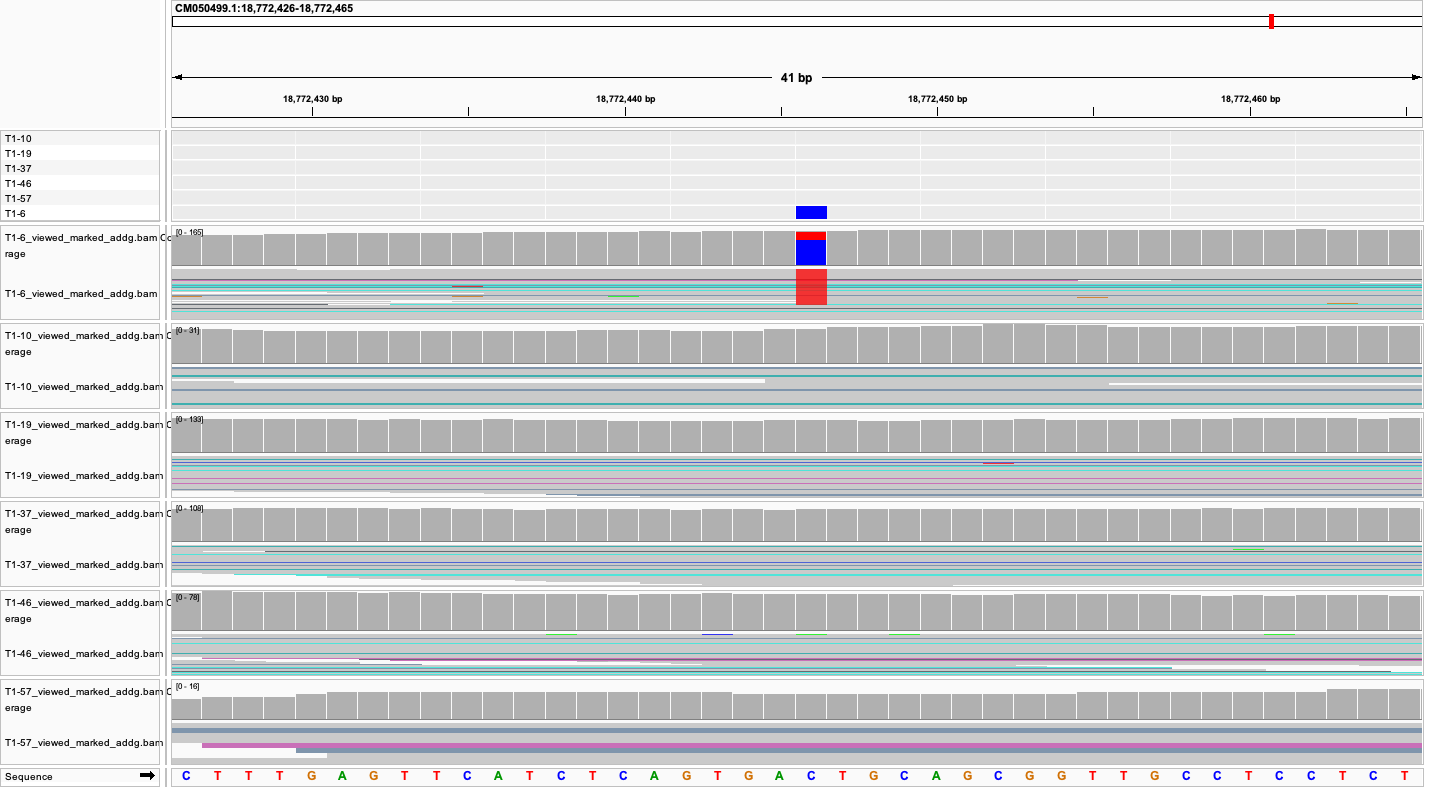 CM050499.1:18,772,426-18,772,465
41 bp
18,772,430 bp 18,772,440 bp 18,772,450 bp 18,772,460 bp
T1-10
T1-19
T1-37
T1-46
T1-57
T1-6
T1-6_viewed_marked_addg.bam Co
rage
[0 - 165]
T1-6_viewed_marked_addg.bam
T1-10_viewed_marked_addg.bam C
erage
[0 - 31]
T1-10_viewed_marked_addg.bam
T1-19_viewed_marked_addg.bam C
erage
[0 - 133]
T1-19_viewed_marked_addg.bam
T1-37_viewed_marked_addg.bam C
erage
[0 - 108]
T1-37_viewed_marked_addg.bam
T1-46_viewed_marked_addg.bam C
erage
[0 - 78]
T1-46_viewed_marked_addg.bam
T1-57_viewed_marked_addg.bam C
erage
[0 - 16]
T1-57_viewed_marked_addg.bam
Sequence C T T T G A G T T C A T C T C A G T G A C T G C A G C G G T T G C C T C C T C T